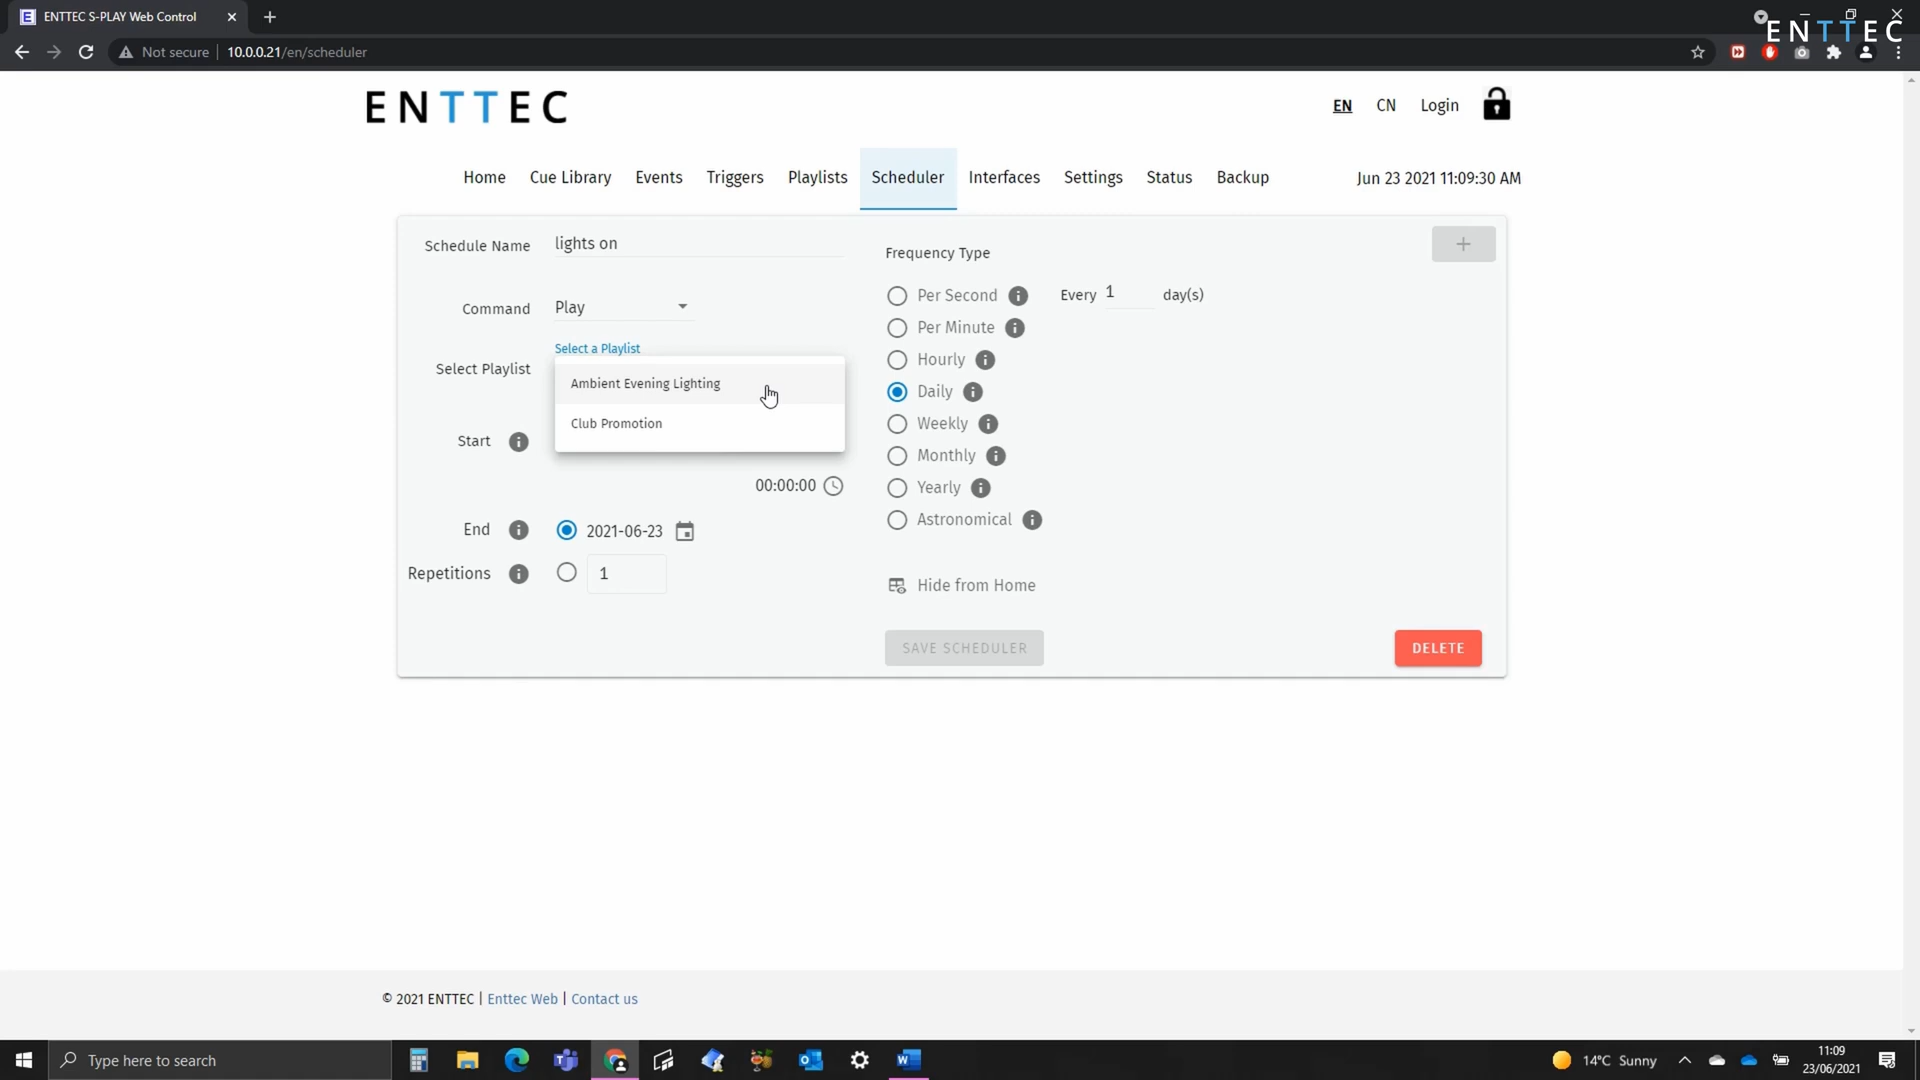 ENTTEC S-PLAY Web Control
ENTTEC
Not secure
10.0.0.21/en/scheduler
ENTTEC
EN CN Login
Home Cue Library Events Triggers Playlists Scheduler Interfaces Settings Status Backup
Jun 23 2021 11:09:30 AM
Schedule Name lights on
Command Play
Select a Playlist
Select Playlist
Ambient Evening Lighting
Club Promotion
Start
00:00:00
End 2021-06-23
Repetitions 1
Frequency Type
Per Second
Every 1 day(s)
Per Minute
Hourly
Daily
Weekly
Monthly
Yearly
Astronomical
Hide from Home
SAVE SCHEDULER
DELETE
© 2021 ENTTEC | Enttec Web | Contact us
Type here to search
14°C Sunny
11:09
23/06/2021